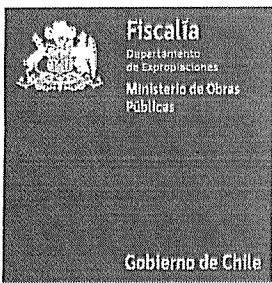 Fiscalía
Departamento
de Expropiaciones
Ministerio de Obras
Públicas
Gobierno de Chile